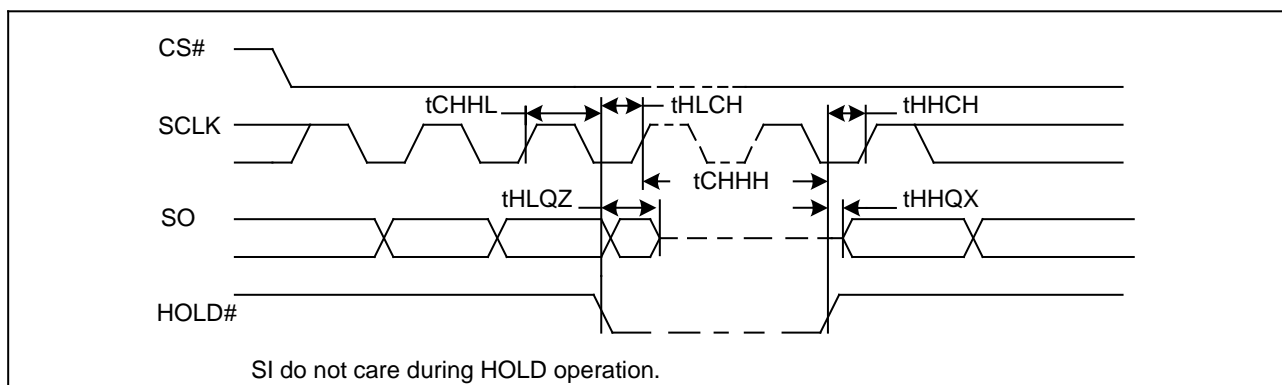 CS#
tCHHL
tHLCH
tHHCH
SCLK
tCHHH
tHLQZ
tHHQX
SO
HOLD#
SI do not care during HOLD operation.